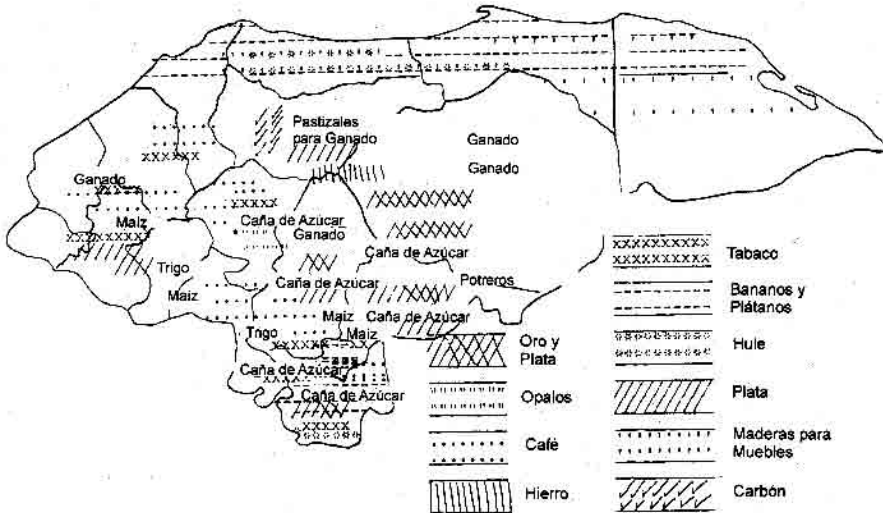 Pastizales
para Ganado
Ganado
Ganado
Ganado
Maiz
Caña de Azúcar
Ganado
Caña de Azúcar
Trigo
Caña de Azúcar
Potreros
Maiz
Maiz
Caña de Azúcar
Trigo
Maiz
Caña de Azúcar
Caña de Azúcar
Tabaco
Bananos y
Plátanos
Oro y
Plata
Hule
Opalos
Plata
Café
Maderas para
Muebles
Hierro
Carbón